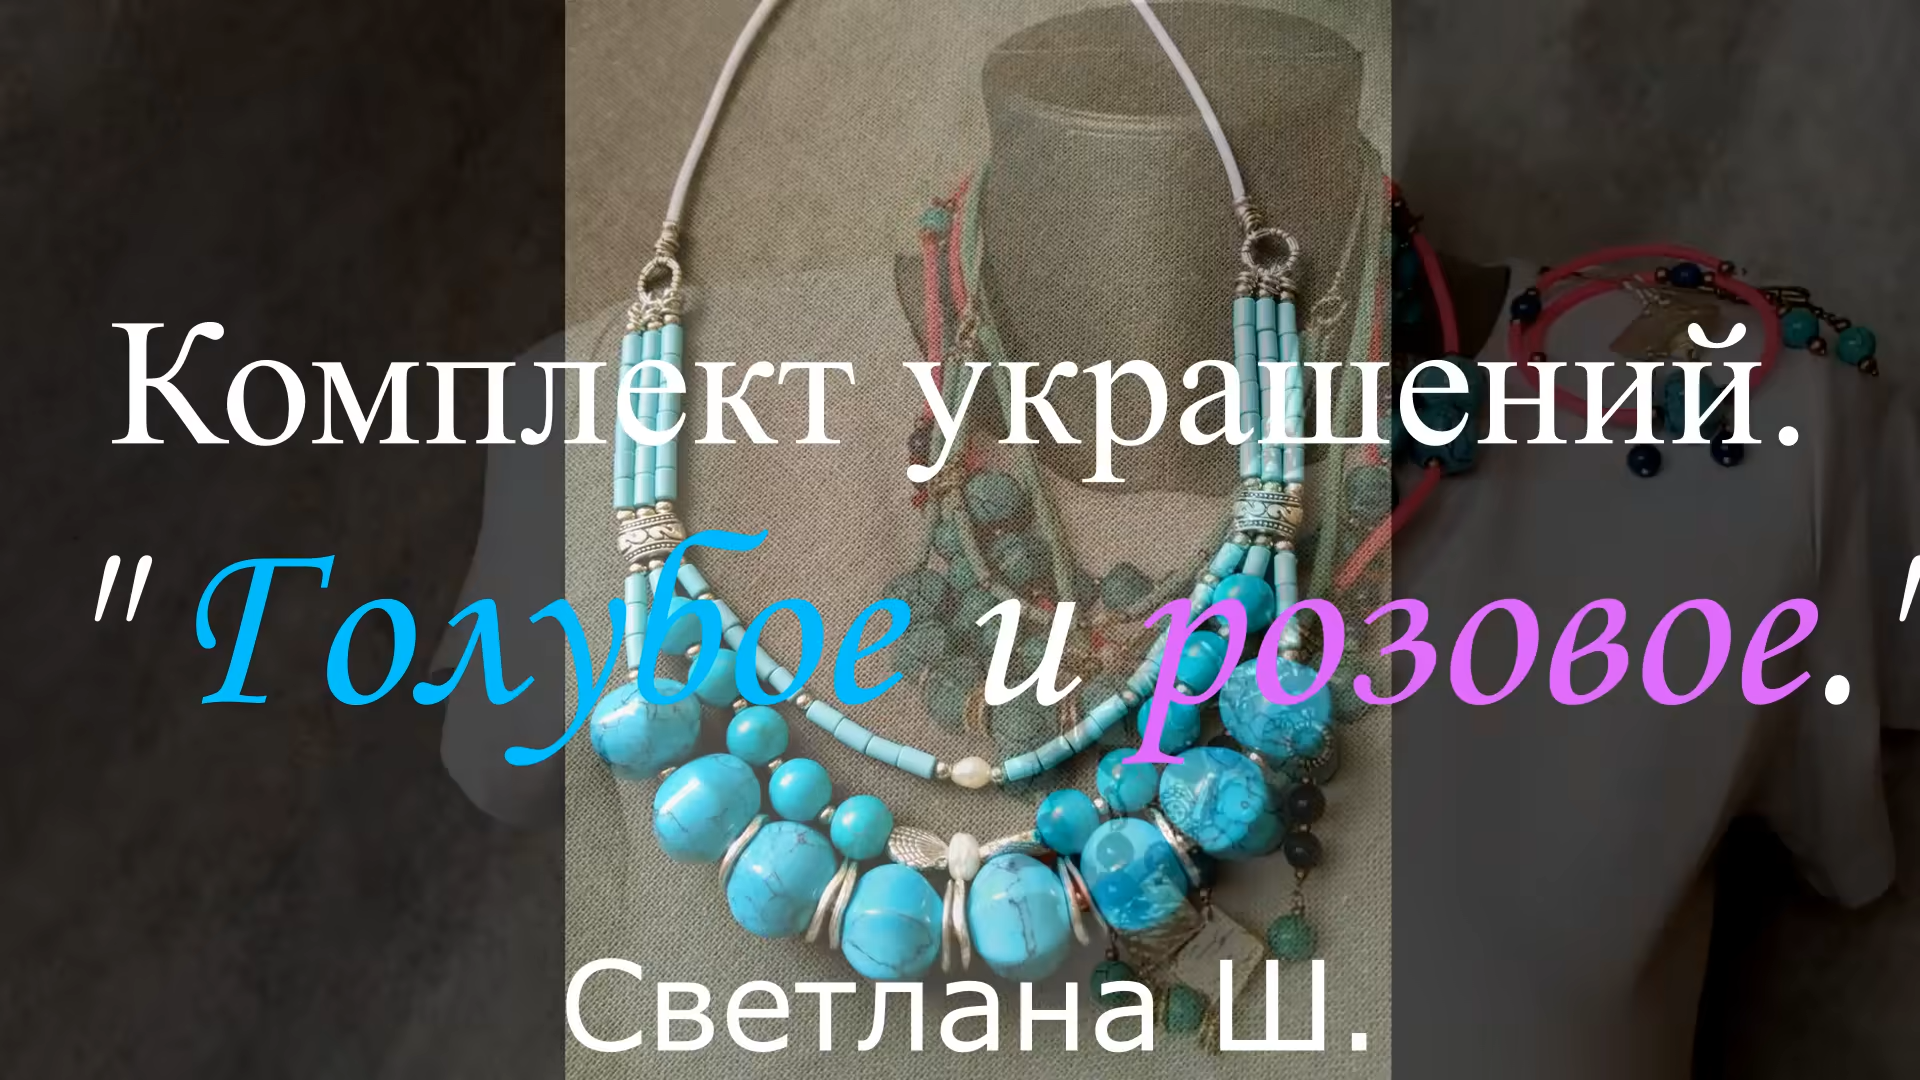 Комплект украшений.
" Голубое и розовое."
Светлана Ш.